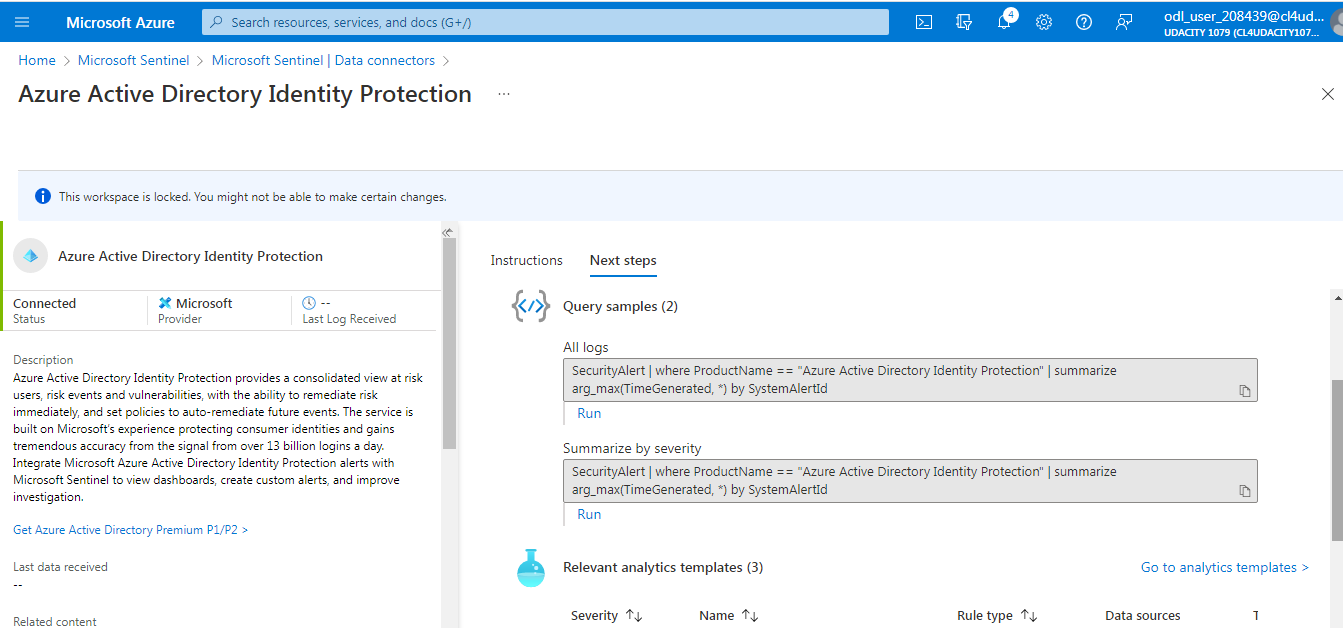 Microsoft Azure
Search resources, services, and docs (G+/)
4
odl_user_208439@cl4ud...
UDACITY 1079 (CL4UDACITY107...
Home > Microsoft Sentinel > Microsoft Sentinel | Data connectors >
Azure Active Directory Identity Protection ...
This workspace is locked. You might not be able to make certain changes.
Azure Active Directory Identity Protection
Connected
Status
Microsoft
Provider
--
Last Log Received
Description
Azure Active Directory Identity Protection provides a consolidated view at risk
users, risk events and vulnerabilities, with the ability to remediate risk
immediately, and set policies to auto-remediate future events. The service is
built on Microsoft's experience protecting consumer identities and gains
tremendous accuracy from the signal from over 13 billion logins a day.
Integrate Microsoft Azure Active Directory Identity Protection alerts with
Microsoft Sentinel to view dashboards, create custom alerts, and improve
investigation.
Get Azure Active Directory Premium P1/P2 >
Last data received
--
Related content
Instructions
Next steps
Query samples (2)
All logs
SecurityAlert | where ProductName == "Azure Active Directory Identity Protection" | summarize
arg_max(TimeGenerated, *) by SystemAlertId
Run
Summarize by severity
SecurityAlert | where ProductName == "Azure Active Directory Identity Protection" | summarize
arg_max(TimeGenerated, *) by SystemAlertId
Run
Relevant analytics templates (3)
Go to analytics templates >
Severity ↑↓ Name ↑↓ Rule type ↑↓ Data sources